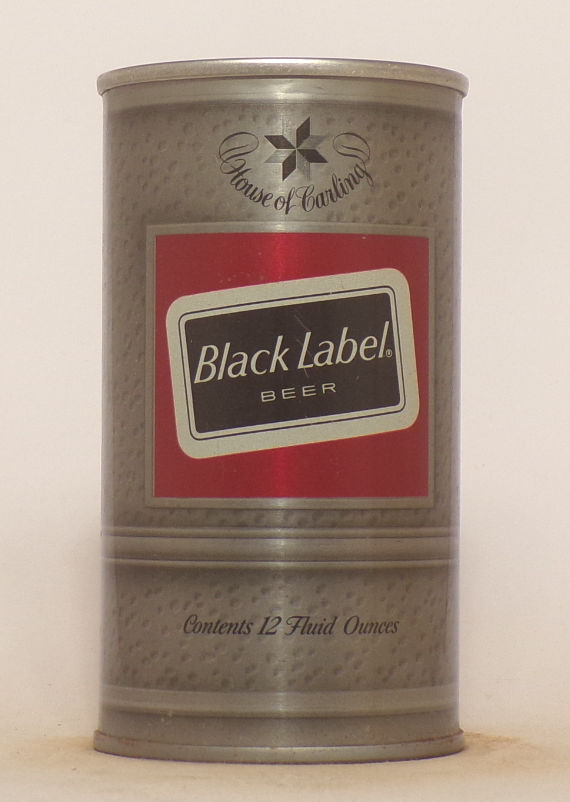 House of Carling
Black Label®
BEER
Contents 12 Fluid Ounces